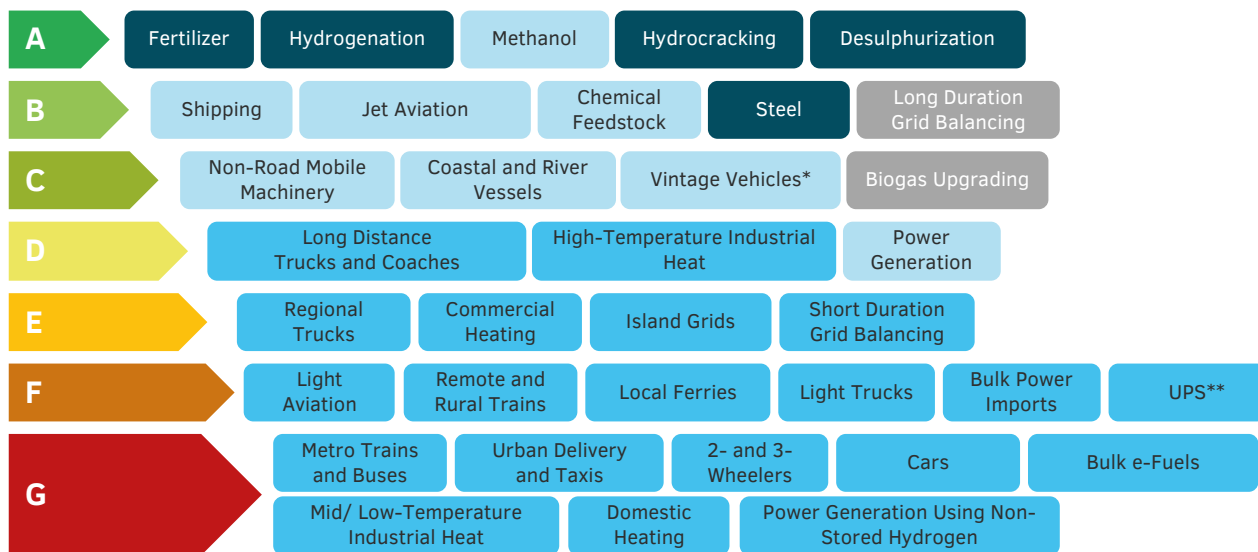 A
Fertilizer
Hydrogenation
Methanol
Hydrocracking
Desulphurization
B
Shipping
Jet Aviation
Chemical
Feedstock
Steel
Long Duration
Grid Balancing
C
Non-Road Mobile
Machinery
Coastal and River
Vessels
Vintage Vehicles*
Biogas Upgrading
D
Long Distance
Trucks and Coaches
High-Temperature Industrial
Heat
Power
Generation
E
Regional
Trucks
Commercial
Heating
Island Grids
Short Duration
Grid Balancing
F
Light
Aviation
Remote and
Rural Trains
Local Ferries
Light Trucks
Bulk Power
Imports
UPS**
G
Metro Trains
and Buses
Urban Delivery
and Taxis
2- and 3-
Wheelers
Cars
Bulk e-Fuels
Mid/ Low-Temperature
Industrial Heat
Domestic
Heating
Power Generation Using Non-
Stored Hydrogen